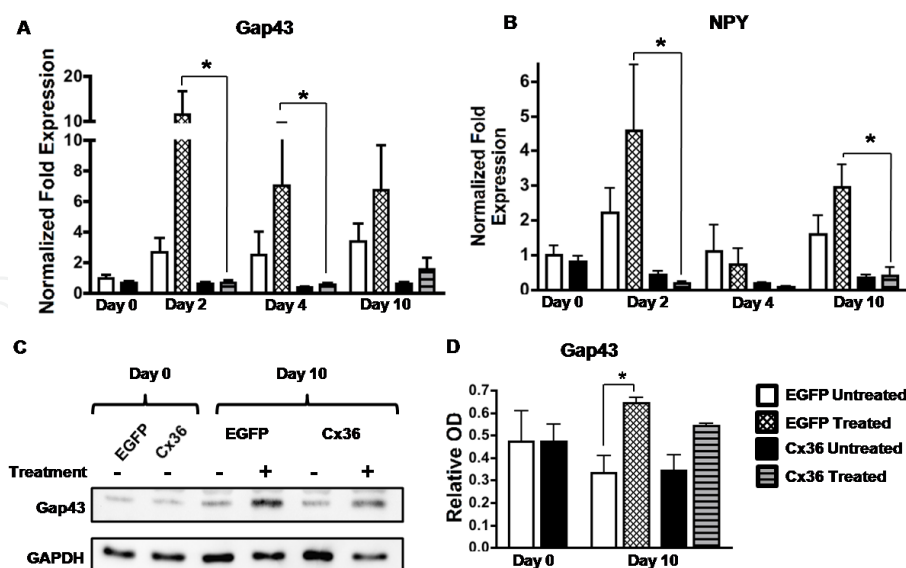 A
Gap43
Normalized Fold Expression
20
10
10
8
6
4
2
0
*
*
Day 0 Day 2 Day 4 Day 10
B
NPY
Normalized Fold
Expression
6
5
4
3
2
1
0
*
*
Day 0 Day 2 Day 4 Day 10
C
Day 0 Day 10
EGFP Cx36 EGFP Cx36
Treatment - - - + - +
Gap43
GAPDH
D
Gap43
Relative OD
0.7
0.6
0.5
0.4
0.3
0.2
0.1
0.0
*
Day 0 Day 10
EGFP Untreated
EGFP Treated
Cx36 Untreated
Cx36 Treated